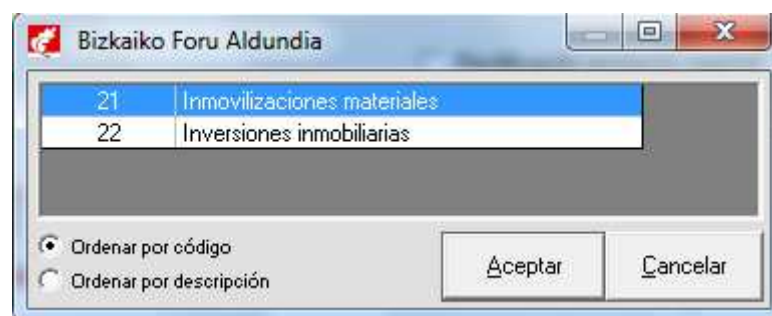 Bizkaiko Foru Aldundia
21 Inmovilizaciones materiales
22 Inversiones inmobiliarias
Ordenar por código
Ordenar por descripción
Aceptar
Cancelar